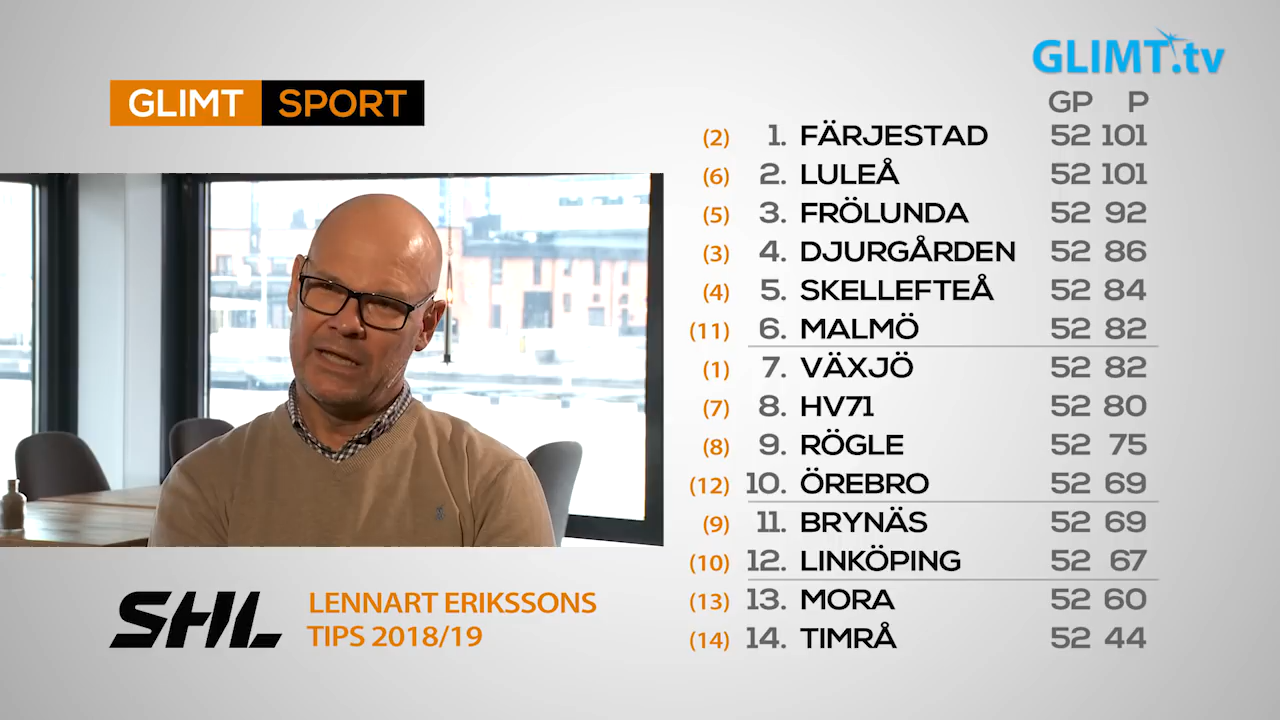 GLIMT.tv
GLIMT SPORT
GP P
(2) 1. FÄRJESTAD 52 101
(6) 2. LULEÅ 52 101
(5) 3. FRÖLUNDA 52 92
(3) 4. DJURGÅRDEN 52 86
(4) 5. SKELLEFTEÅ 52 84
(11) 6. MALMÖ 52 82
(1) 7. VÄXJÖ 52 82
(7) 8. HV71 52 80
(8) 9. RÖGLE 52 75
(12) 10. ÖREBRO 52 69
(9) 11. BRYNÄS 52 69
(10) 12. LINKÖPING 52 67
(13) 13. MORA 52 60
(14) 14. TIMRÅ 52 44
SHL
LENNART ERIKSSONS
TIPS 2018/19